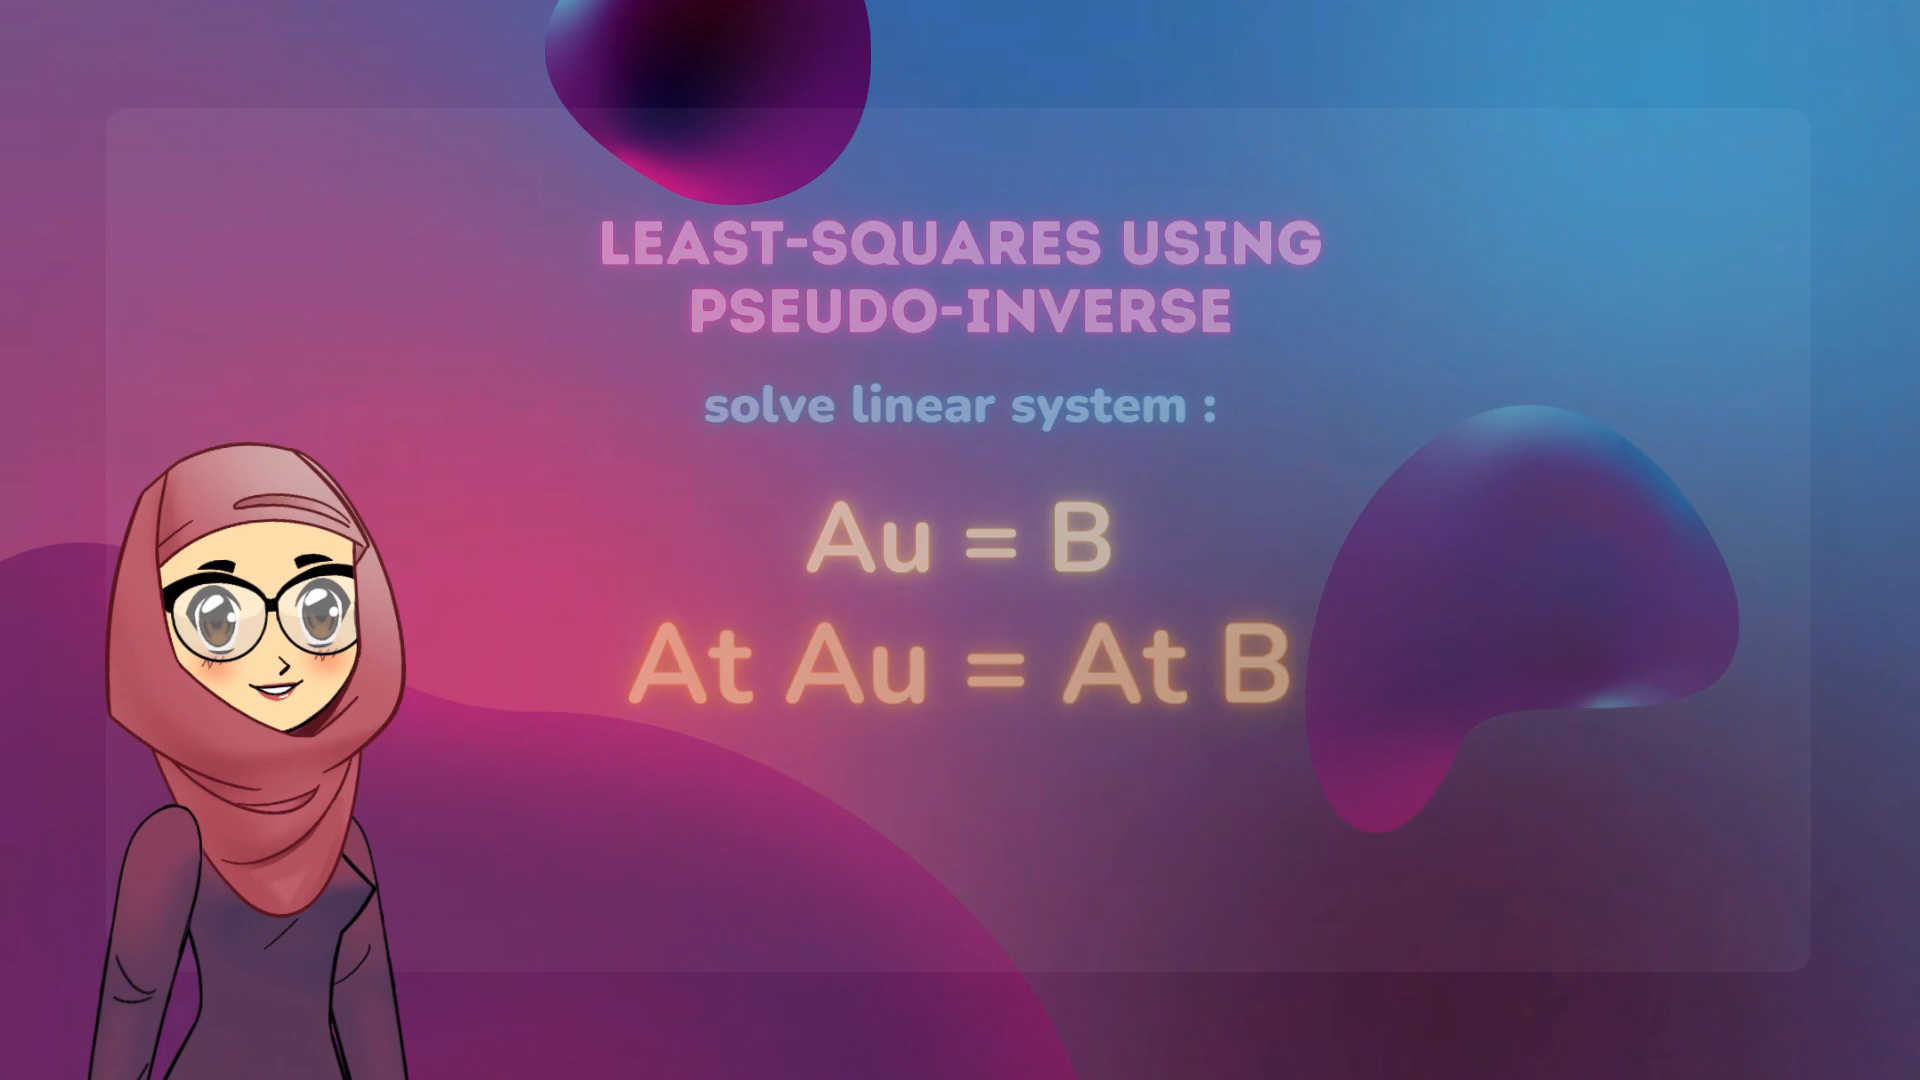 LEAST-SQUARES USING
PSEUDO-INVERSE
solve linear system :
Au = B
At Au = At B